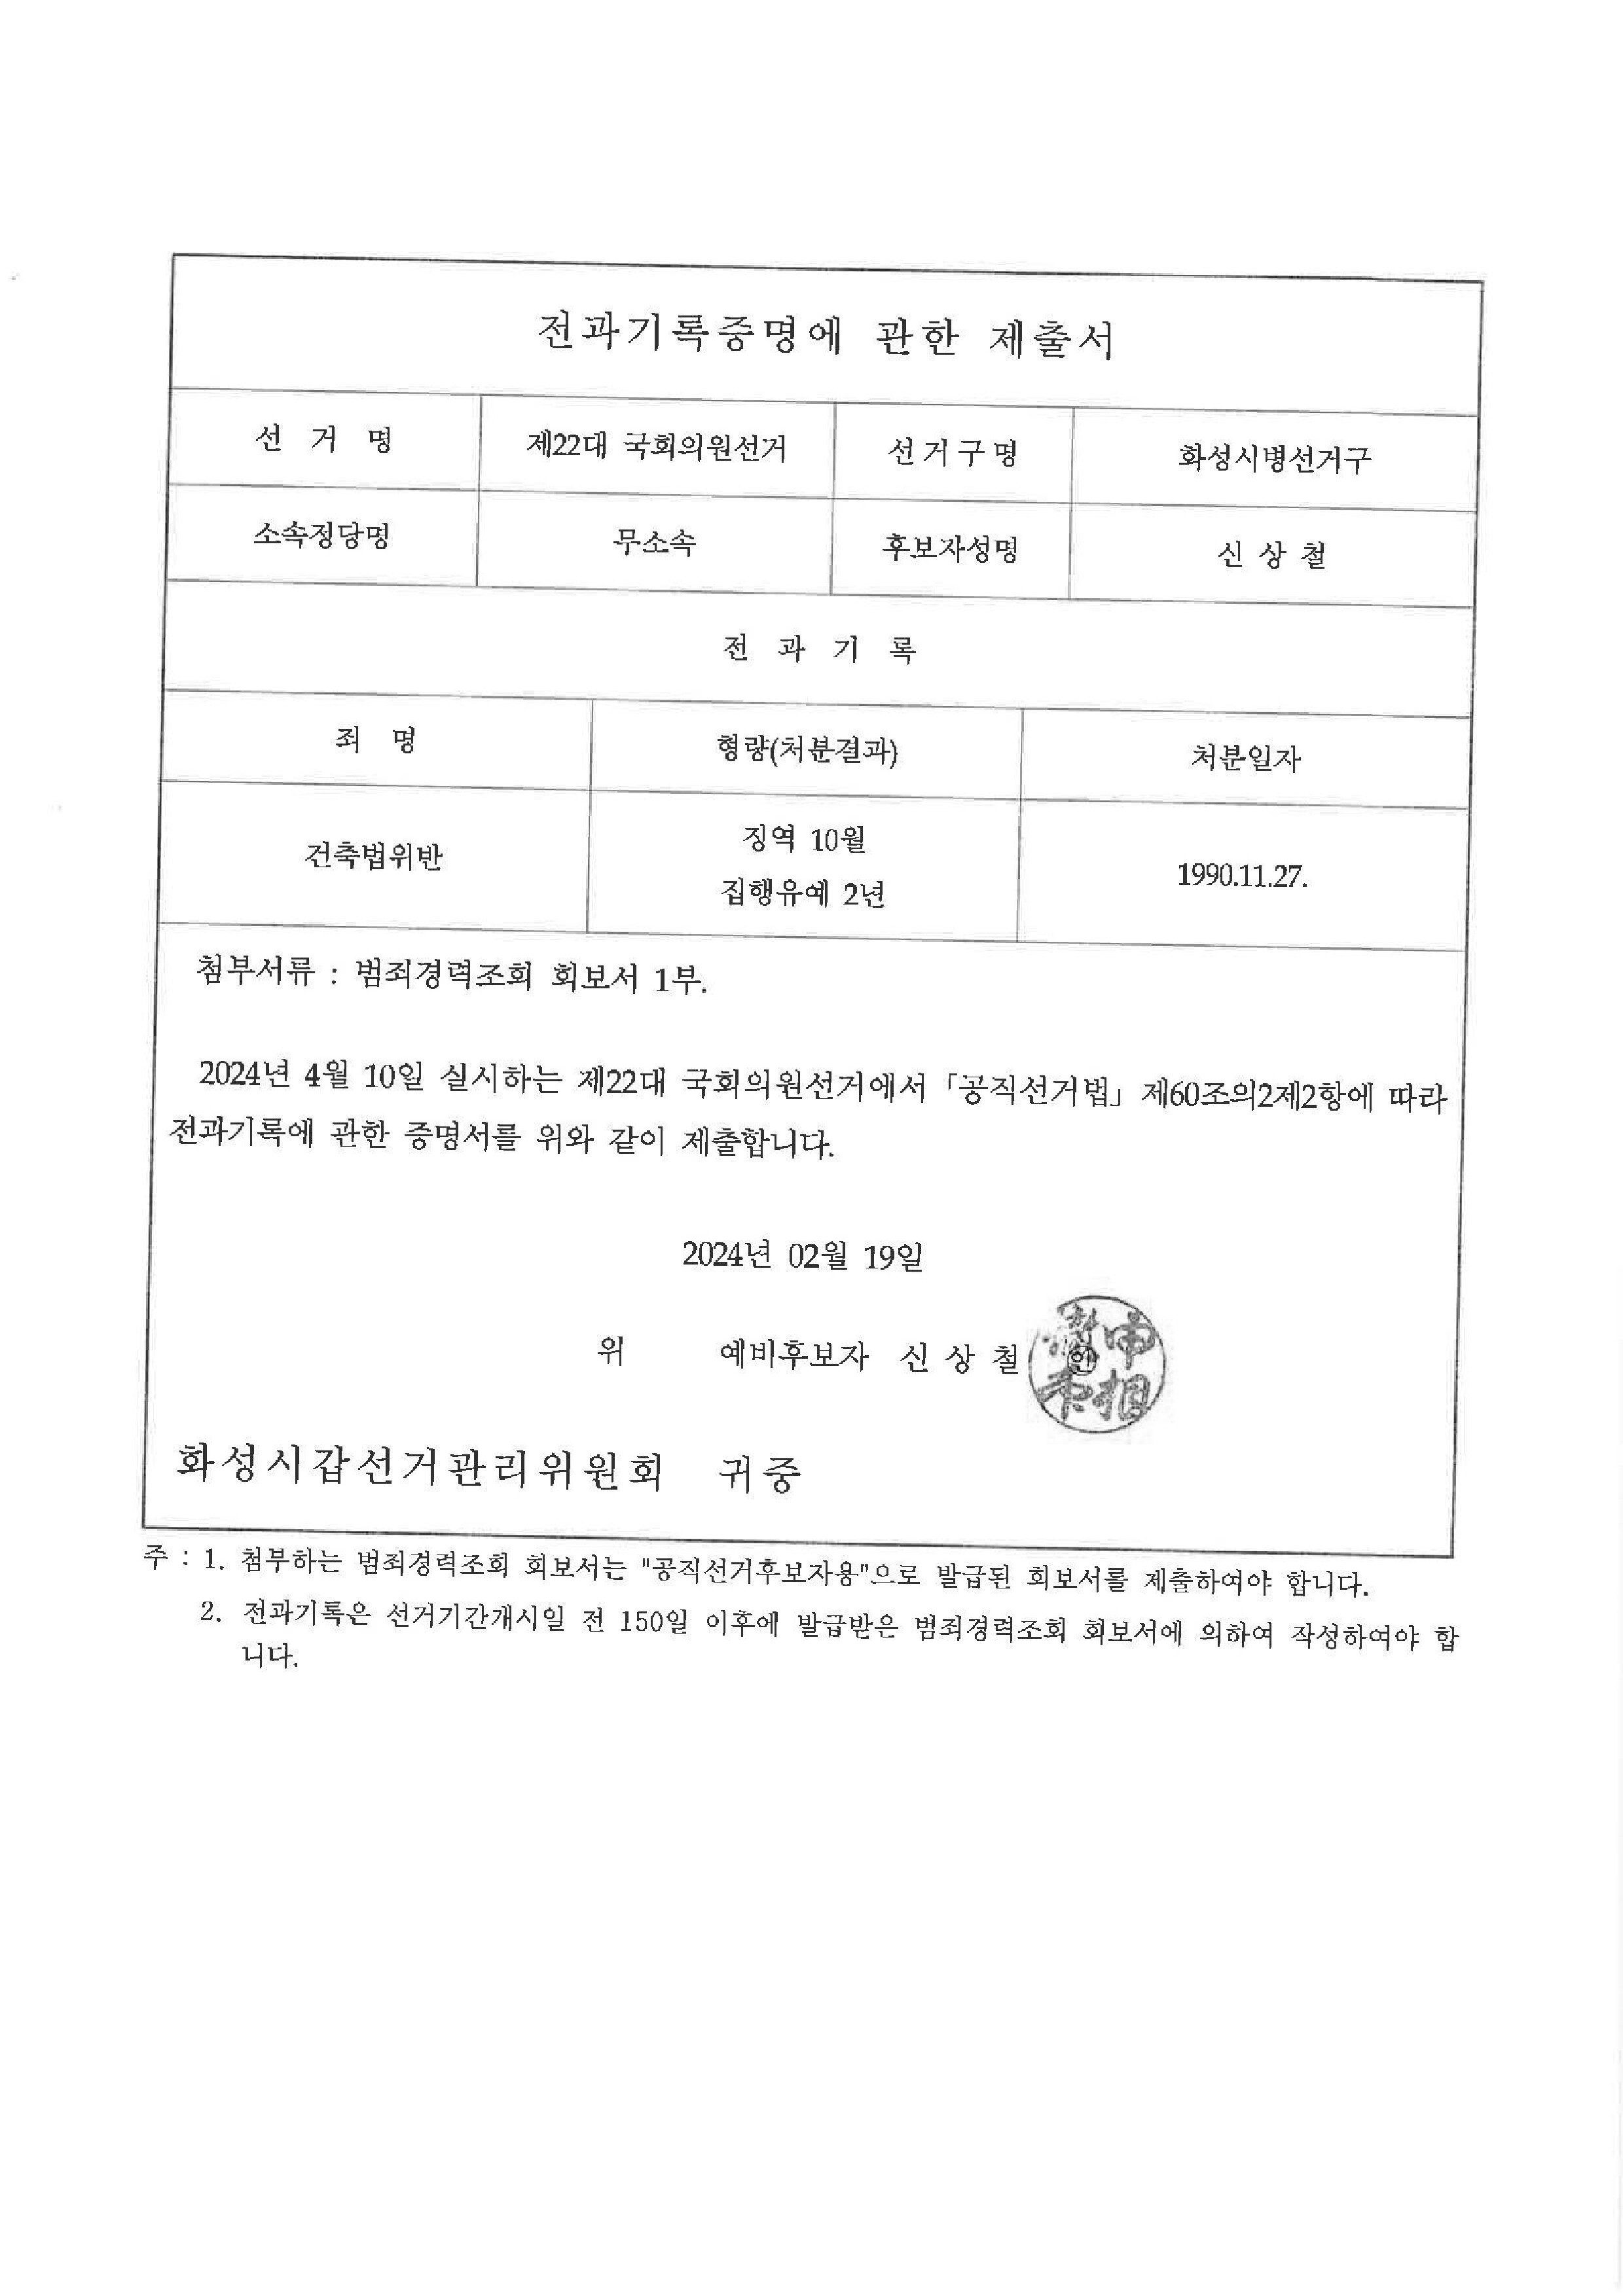 전과기록증명에 관한 제출서
선 거 명 제22대 국회의원선거 선거구명 화성시병선거구
소속정당명 무소속 후보자성명 신 상 철
전 과 기 록
죄 명 형량(처분결과) 처분일자
건축법위반 징역 10월 집행유예 2년 1990.11.27.
첨부서류 : 범죄경력조회 회보서 1부.
2024년 4월 10일 실시하는 제22대 국회의원선거에서 「공직선거법」 제60조의2제2항에 따라
전과기록에 관한 증명서를 위와 같이 제출합니다.
2024년 02월 19일
위 예비후보자 신 상 철
화성시갑선거관리위원회 귀중
주 : 1. 첨부하는 범죄경력조회 회보서는 "공직선거후보자용"으로 발급된 회보서를 제출하여야 합니다.
2. 전과기록은 선거기간개시일 전 150일 이후에 발급받은 범죄경력조회 회보서에 의하여 작성하여야 합
니다.